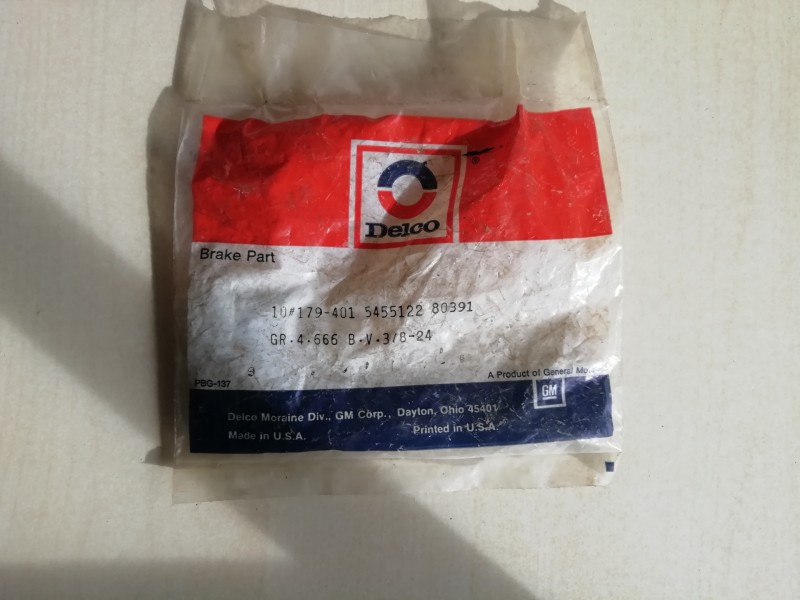 ®
Delco
Brake Part
10#179-401 5455122 80391
GR.4.666 B.V.3/8-24
9
PBG-137
A Product of General
GM
Delco Moraine Div., GM Corp., Dayton, Ohio 45401
Made in U.S.A.
Printed in U.S.A.